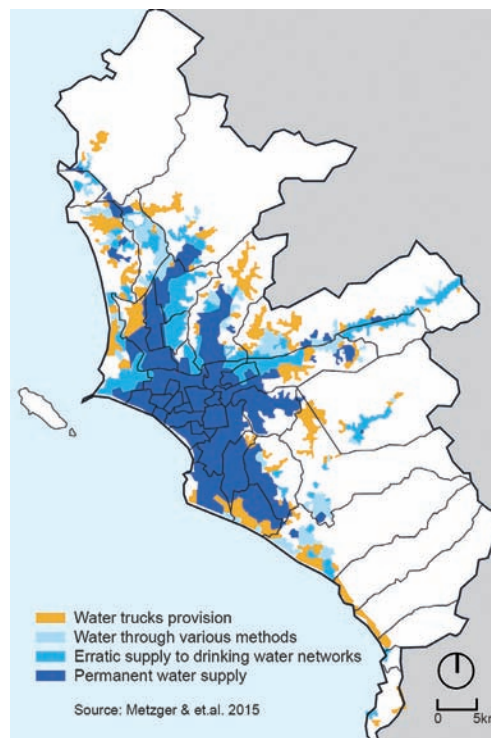 Water trucks provision
Water through various methods
Erratic supply to drinking water networks
Permanent water supply
Source: Metzger & et.al. 2015
0 5km